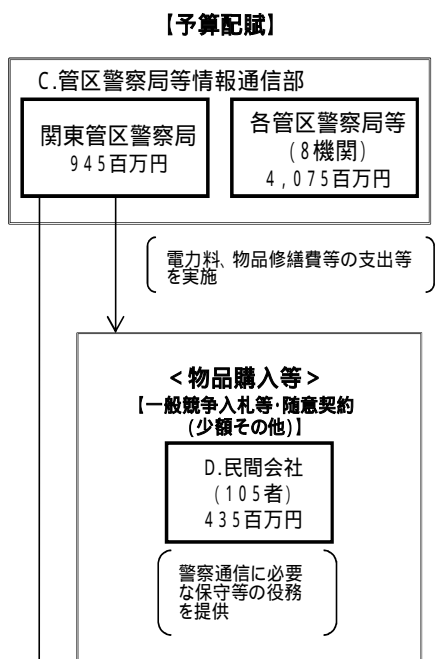 【予算配賦】
C.管区警察局等情報通信部
関東管区警察局
945百万円
各管区警察局等
(8機関)
4,075百万円
電力料、物品修繕費等の支出等
を実施
<物品購入等>
【一般競争入札等・随意契約
(少額その他)】
D.民間会社
(105者)
435百万円
警察通信に必要
な保守等の役務
を提供